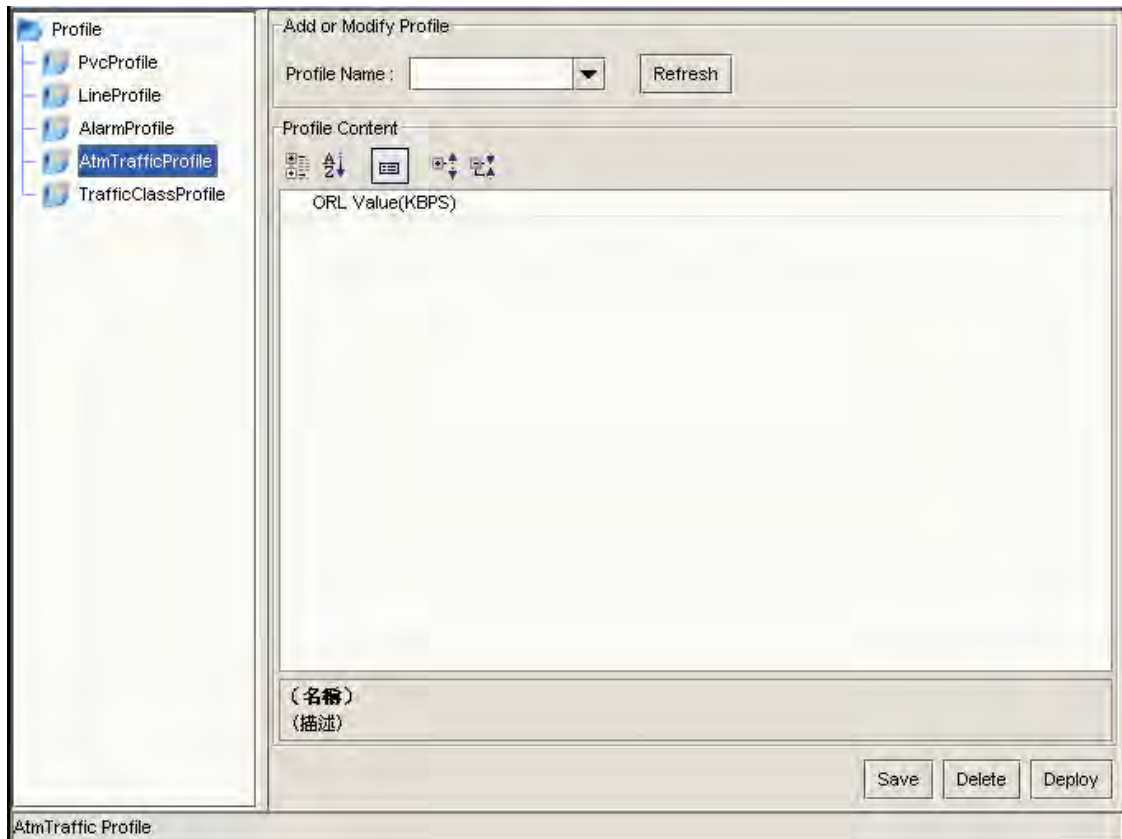 Profile
PvcProfile
LineProfile
AlarmProfile
AtmTrafficProfile
TrafficClassProfile
Add or Modify Profile
Profile Name :
Refresh
Profile Content
ORL Value(KBPS)
(名稱)
(描述)
Save
Delete
Deploy
AtmTraffic Profile